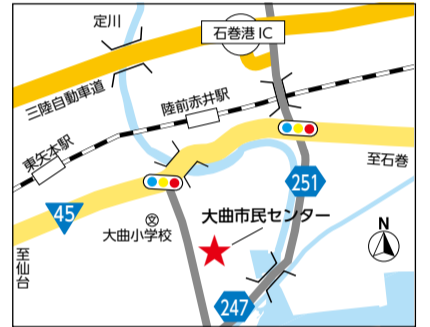 定川
石巻港IC
三陸自動車道
陸前赤井駅
東矢本駅
至石巻
251
45
大曲小学校
大曲市民センター
N
至仙台
247